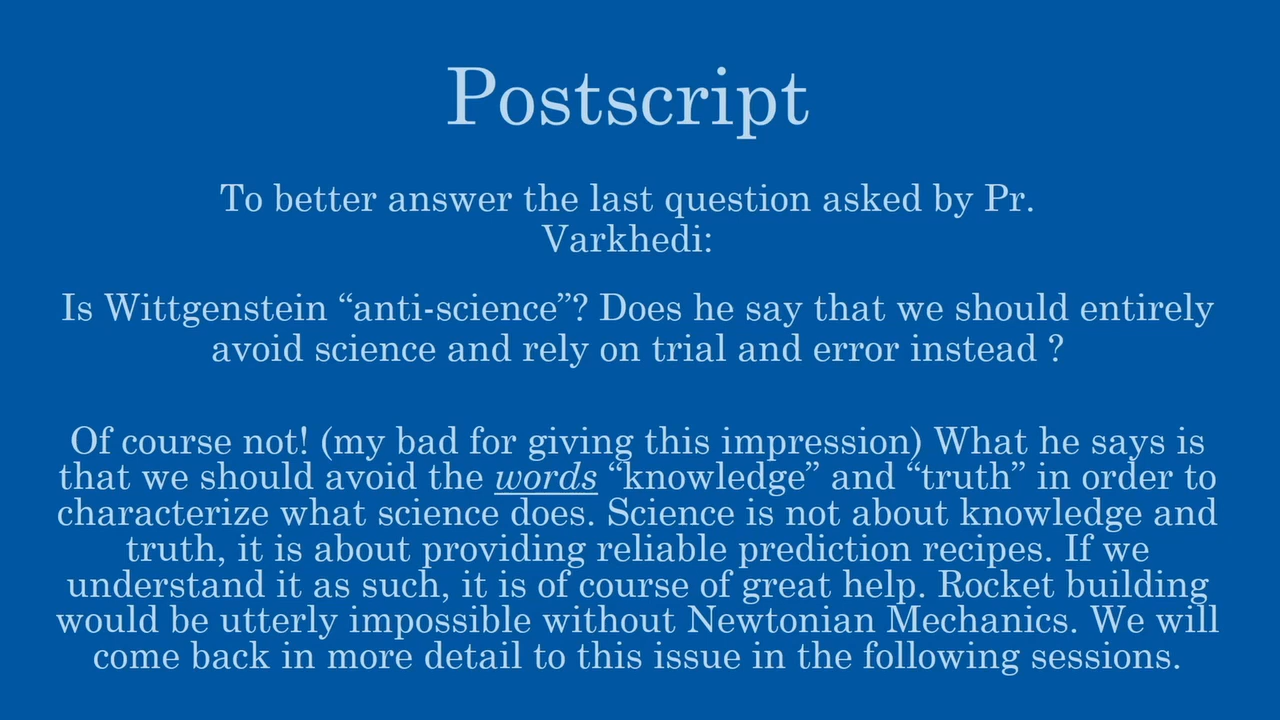 Postscript
To better answer the last question asked by Pr.
Varkhedi:
Is Wittgenstein “anti-science”? Does he say that we should entirely
avoid science and rely on trial and error instead ?
Of course not! (my bad for giving this impression) What he says is
that we should avoid the words “knowledge” and “truth” in order to
characterize what science does. Science is not about knowledge and
truth, it is about providing reliable prediction recipes. If we
understand it as such, it is of course of great help. Rocket building
would be utterly impossible without Newtonian Mechanics. We will
come back in more detail to this issue in the following sessions.